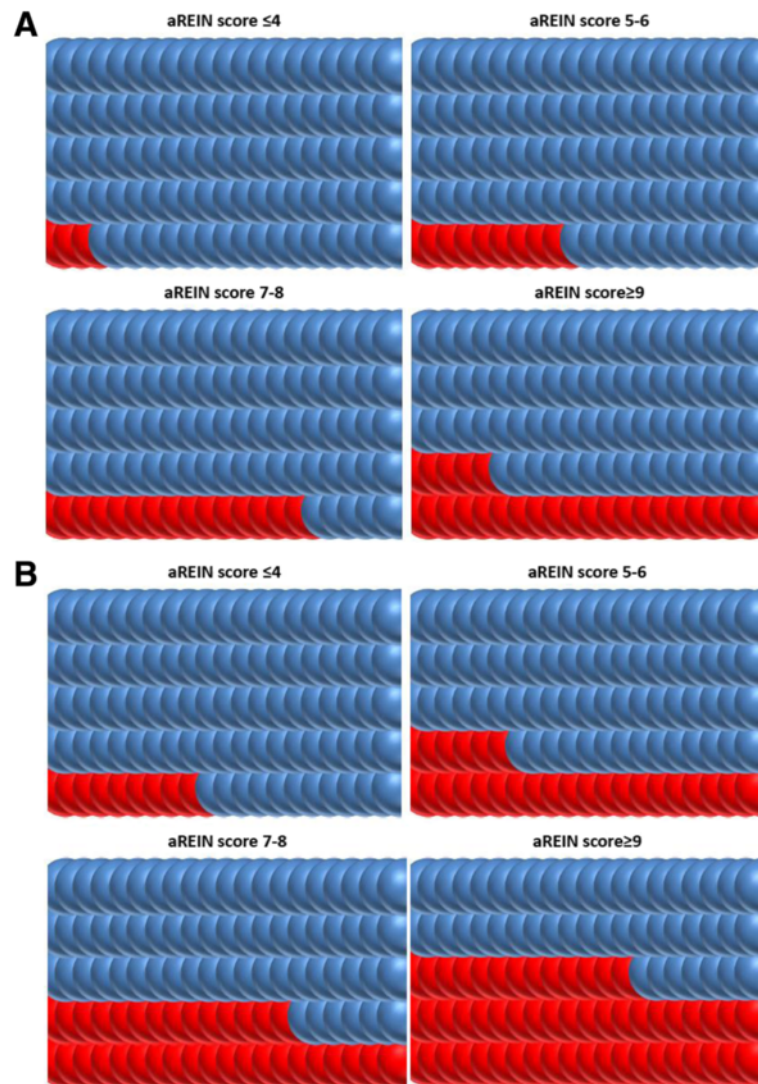 A
aREIN score ≤4
aREIN score 5-6
aREIN score 7-8
aREIN score≥9
B
aREIN score ≤4
aREIN score 5-6
aREIN score 7-8
aREIN score≥9